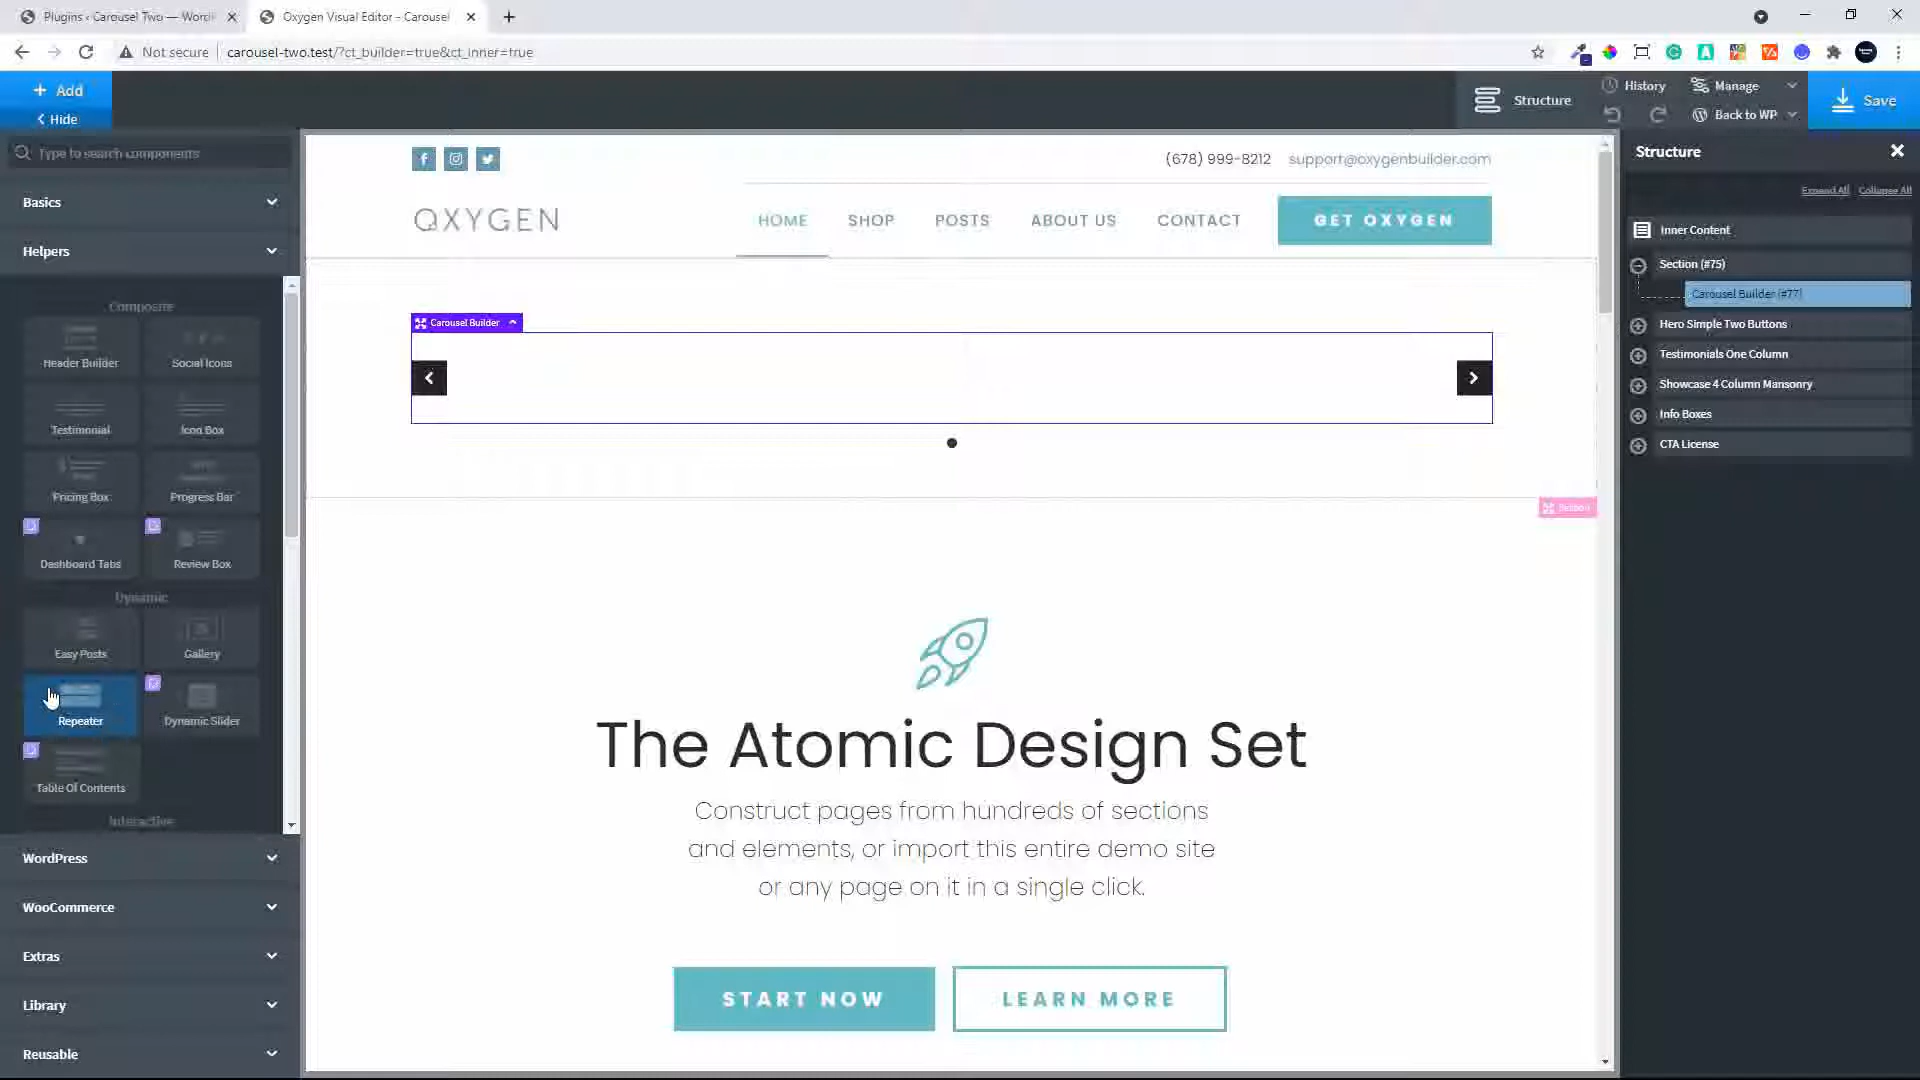 Plugins ‹ Carousel Two — WordP
Oxygen Visual Editor - Carousel
Not secure
carousel-two.test/?ct_builder=true&ct_inner=true
+ Add
Hide
Structure
History
Manage
Back to WP
Save
Type to search components
Basics
Helpers
Composite
Header Builder
Social Icons
Testimonial
Icon Box
Pricing Box
Progress Bar
Dashboard Tabs
Review Box
Dynamic
Easy Posts
Gallery
Repeater
Dynamic Slider
Table Of Contents
Interactive
WordPress
WooCommerce
Extras
Library
Reusable
(678) 999-8212 support@oxygenbuilder.com
OXYGEN
HOME SHOP POSTS ABOUT US CONTACT
GET OXYGEN
Carousel Builder
Section
The Atomic Design Set
Construct pages from hundreds of sections
and elements, or import this entire demo site
or any page on it in a single click.
START NOW
LEARN MORE
Structure
Expand All Collapse All
Inner Content
Section (#75)
Carousel Builder (#77)
Hero Simple Two Buttons
Testimonials One Column
Showcase 4 Column Mansonry
Info Boxes
CTA License